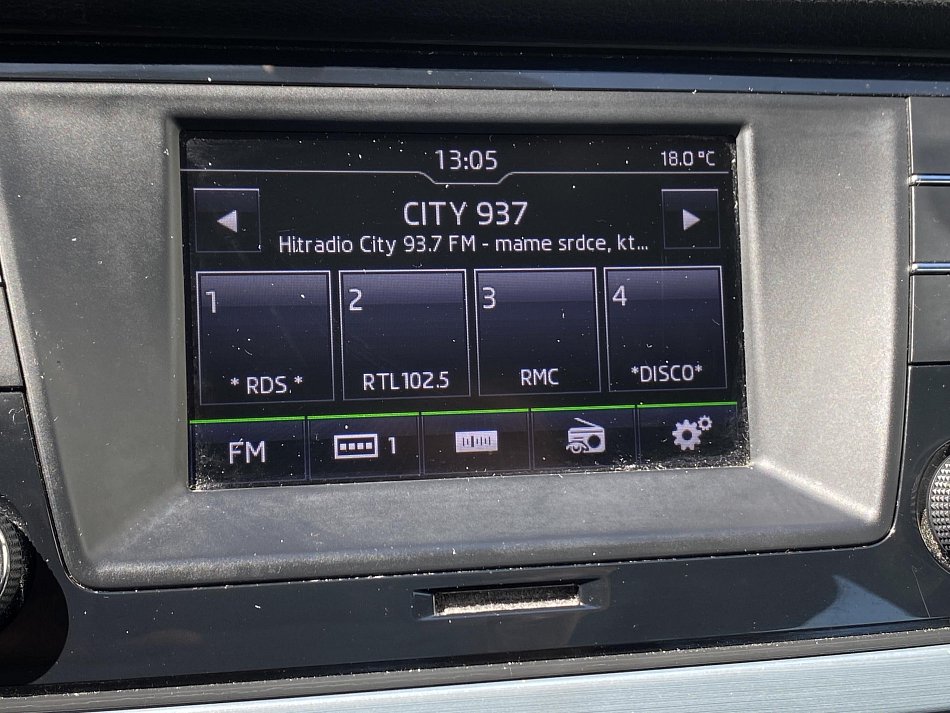 13:05
18.0 °C
CITY 937
Hitradio City 93.7 FM - mame srdce, kt...
1
2
3
4
* RDS *
RTL102.5
RMC
*DISCO*
FM
1